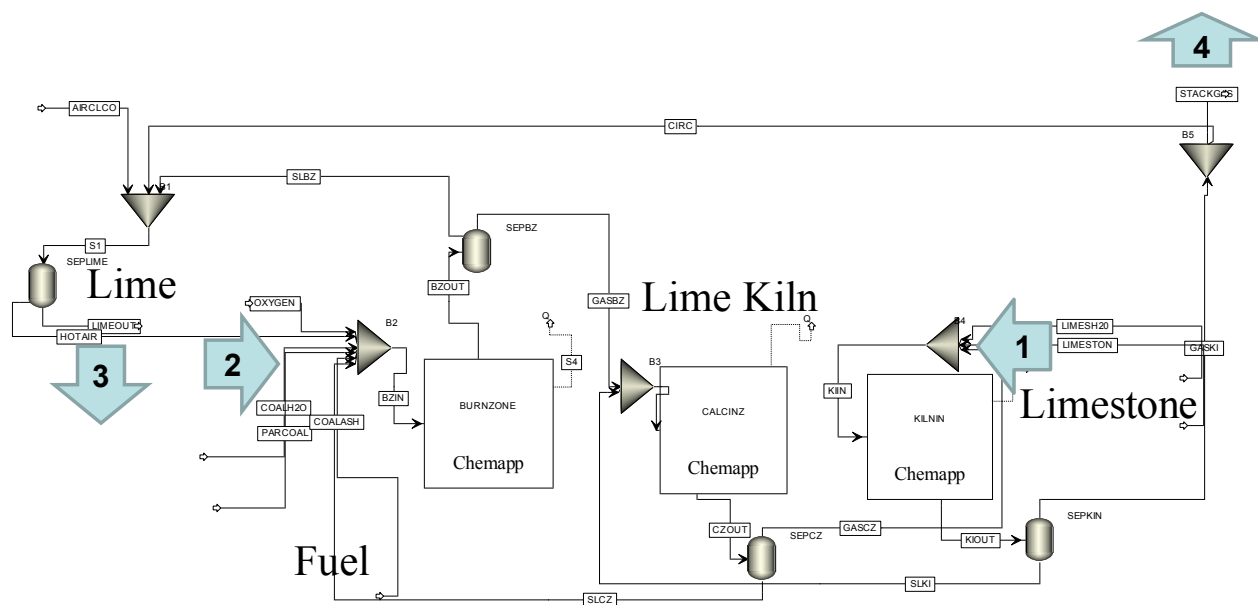 4
STACKG S
AIRCLCO
CIRC
B5
SLBZ
B1
SEPBZ
S1
SEPLIME
Lime
BZOUT
GASBZ
Lime Kiln
OXYGEN
B2
Q
Q
B4
LIMESH20
LIMEOUT
HOTAIR
1
LIMESTON
GASKI
2
3
S4
B3
BZIN
BURNZONE
CALCINZ
KIIN
KILNIN
Limestone
COALH2O
COALASH
PARCOAL
Chemapp
Chemapp
Chemapp
CZOUT
GASCZ
SEPCZ
KIOUT
SEPKIN
Fuel
SLKI
SLCZ